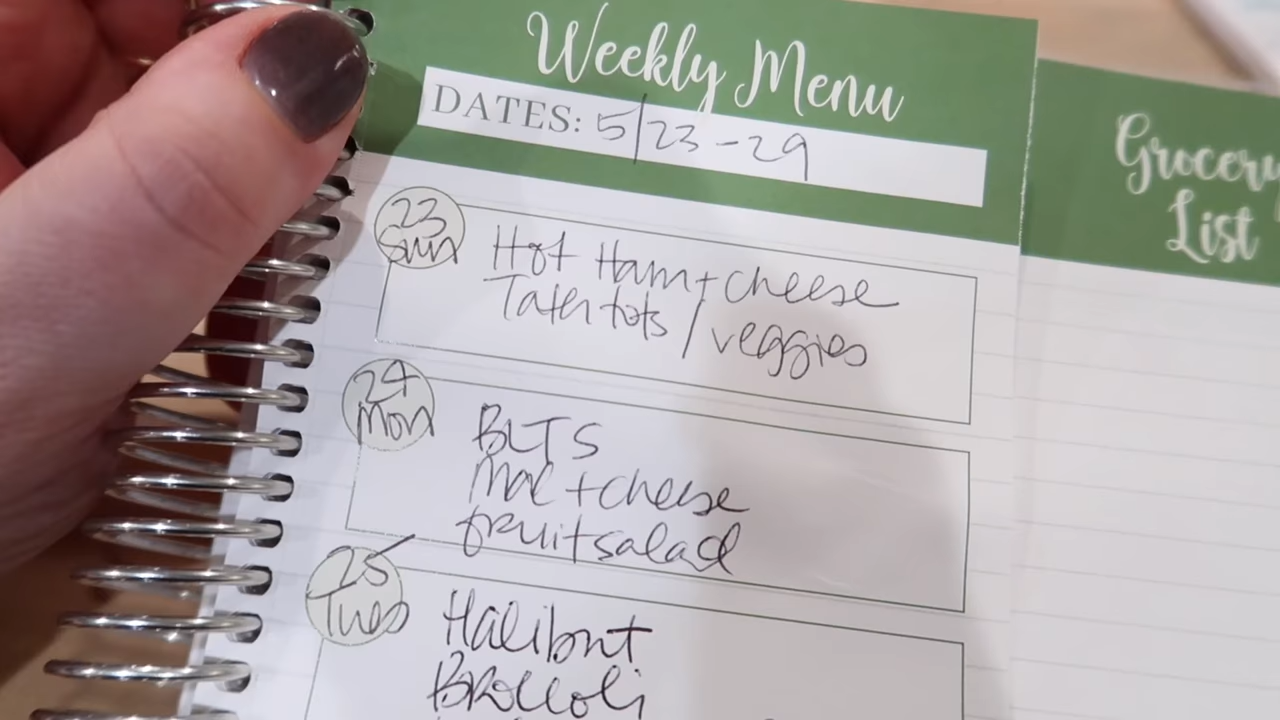 Weekly Menu
DATES: 5/23-29
23
Sun
Hot Ham + cheese
Tater tots / veggies
24
Mon
BLTS
Mac + cheese
fruit salad
25
Tues
Halibut
Broccoli
Grocery
List